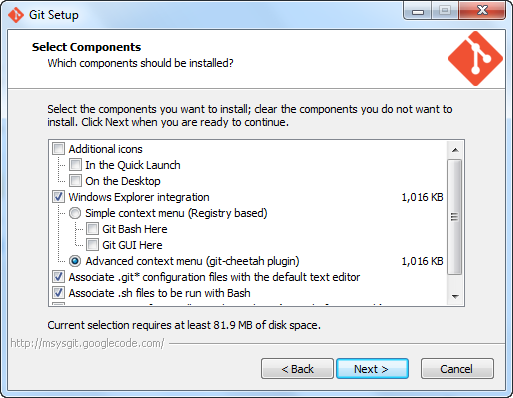 Git Setup
Select Components
Which components should be installed?
Select the components you want to install; clear the components you do not want to
install. Click Next when you are ready to continue.
Additional icons
In the Quick Launch
On the Desktop
Windows Explorer integration 1,016 KB
Simple context menu (Registry based)
Git Bash Here
Git GUI Here
Advanced context menu (git-cheetah plugin) 1,016 KB
Associate .git* configuration files with the default text editor
Associate .sh files to be run with Bash
Current selection requires at least 81.9 MB of disk space.
http://msysgit.googlecode.com/
< Back Next > Cancel